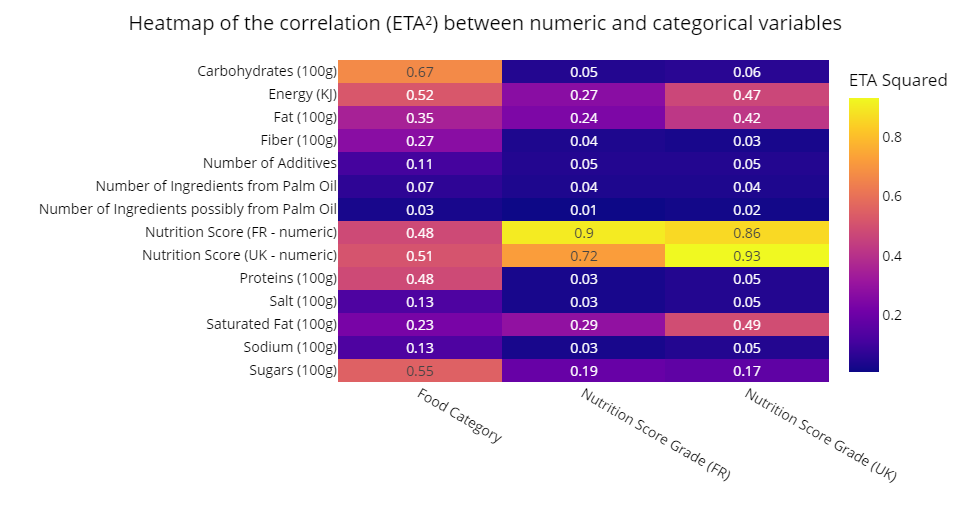 Heatmap of the correlation (ETA²) between numeric and categorical variables
Carbohydrates (100g) 0.67 0.05 0.06
Energy (KJ) 0.52 0.27 0.47
Fat (100g) 0.35 0.24 0.42
Fiber (100g) 0.27 0.04 0.03
Number of Additives 0.11 0.05 0.05
Number of Ingredients from Palm Oil 0.07 0.04 0.04
Number of Ingredients possibly from Palm Oil 0.03 0.01 0.02
Nutrition Score (FR - numeric) 0.48 0.9 0.86
Nutrition Score (UK - numeric) 0.51 0.72 0.93
Proteins (100g) 0.48 0.03 0.05
Salt (100g) 0.13 0.03 0.05
Saturated Fat (100g) 0.23 0.29 0.49
Sodium (100g) 0.13 0.03 0.05
Sugars (100g) 0.55 0.19 0.17
Food Category
Nutrition Score Grade (FR)
Nutrition Score Grade (UK)
ETA Squared
0.8
0.6
0.4
0.2